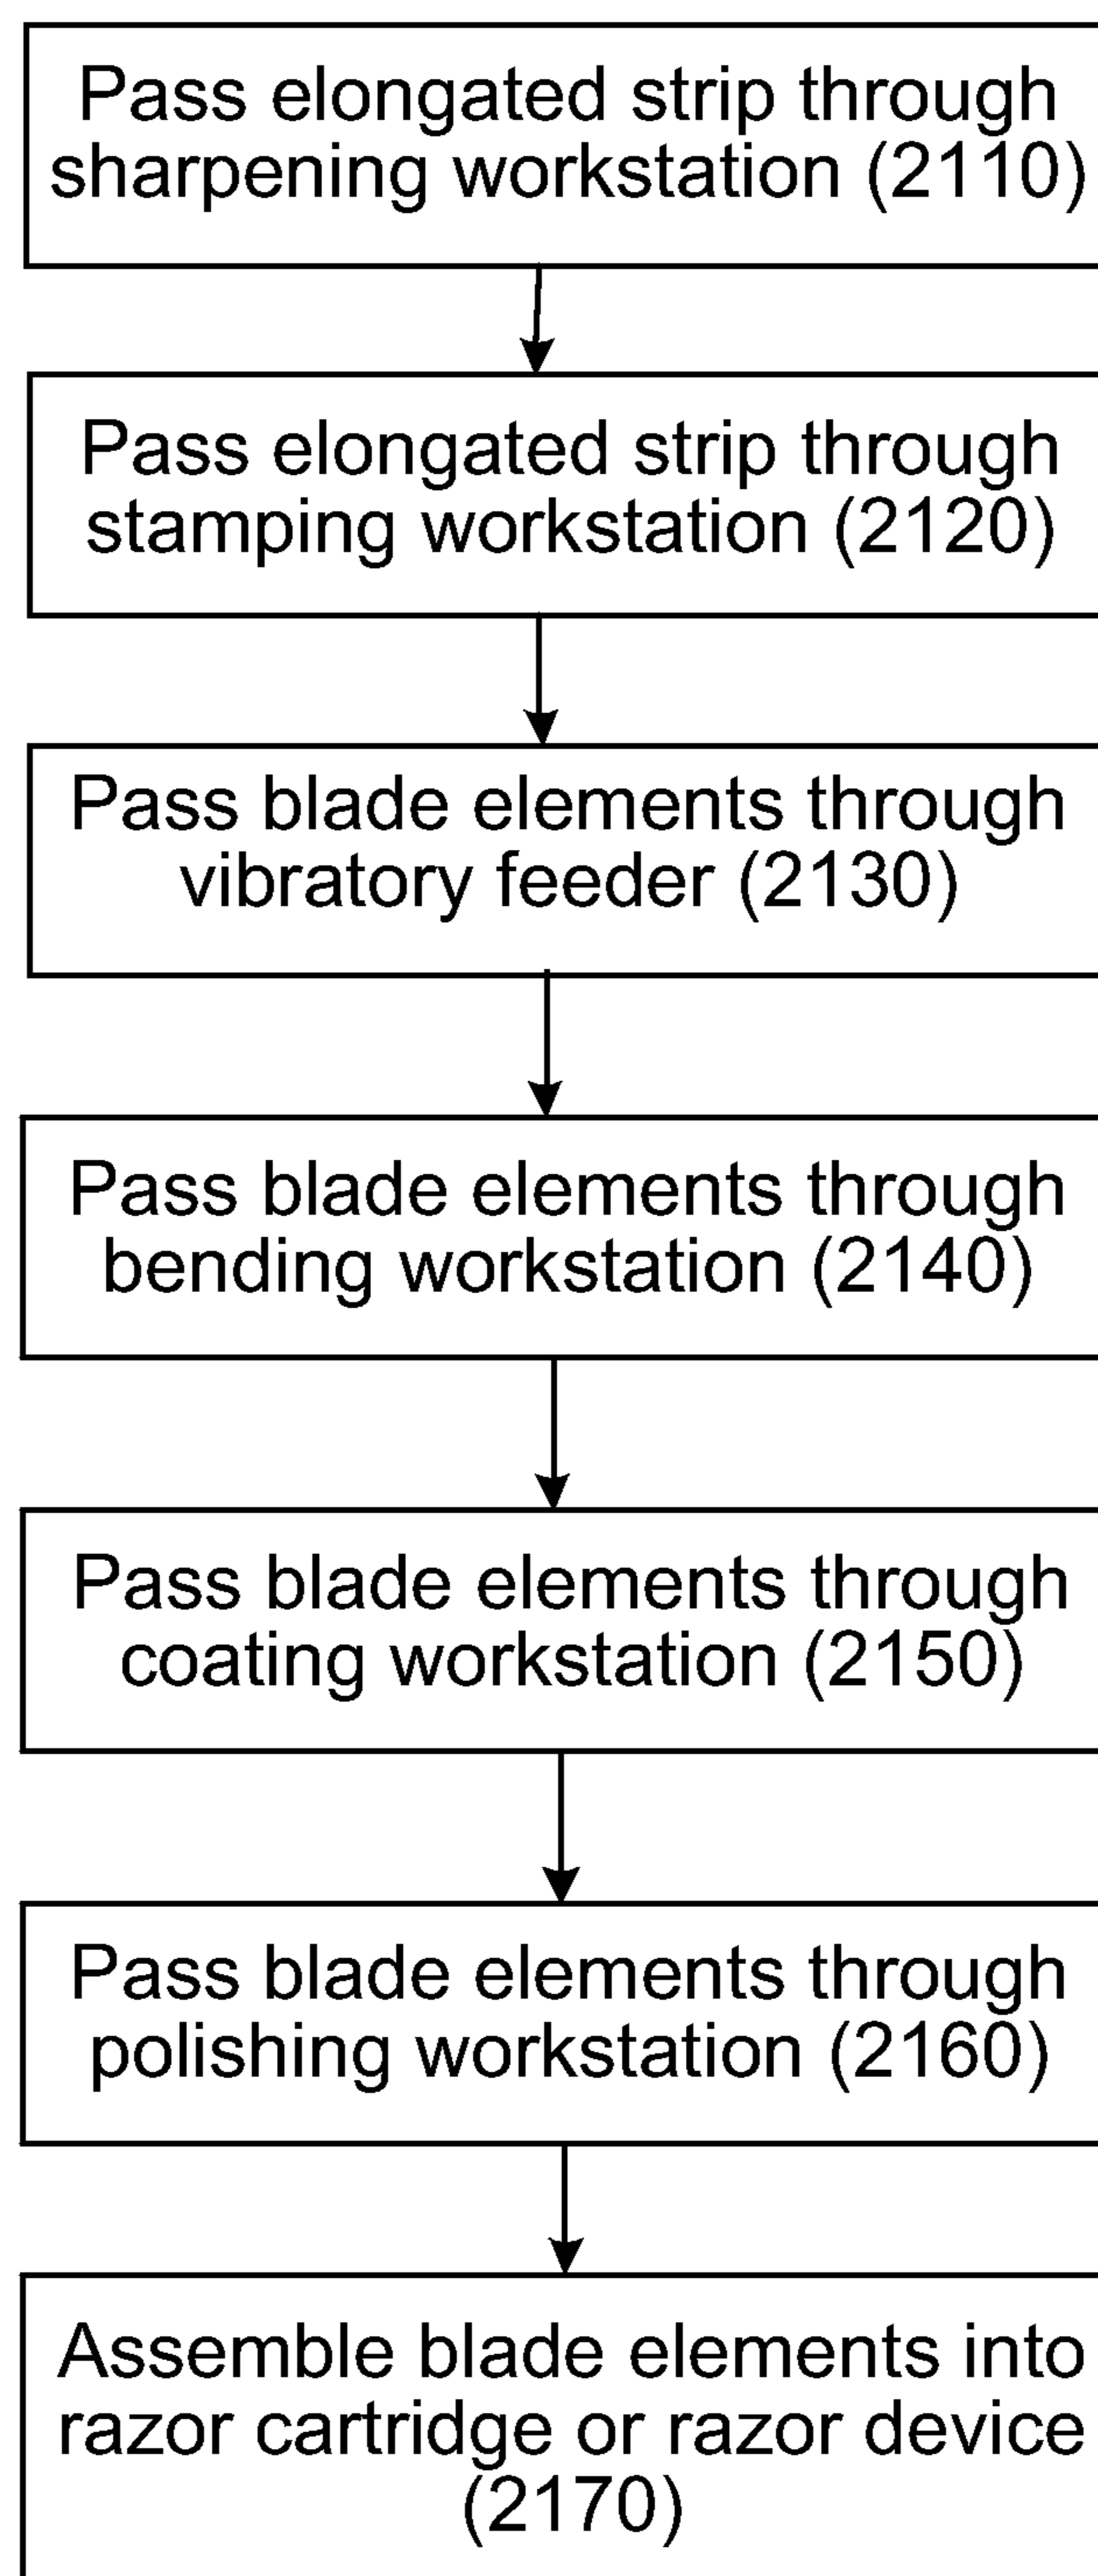 Pass elongated strip through
sharpening workstation (2110)
Pass elongated strip through
stamping workstation (2120)
Pass blade elements through
vibratory feeder (2130)
Pass blade elements through
bending workstation (2140)
Pass blade elements through
coating workstation (2150)
Pass blade elements through
polishing workstation (2160)
Assemble blade elements into
razor cartridge or razor device
(2170)